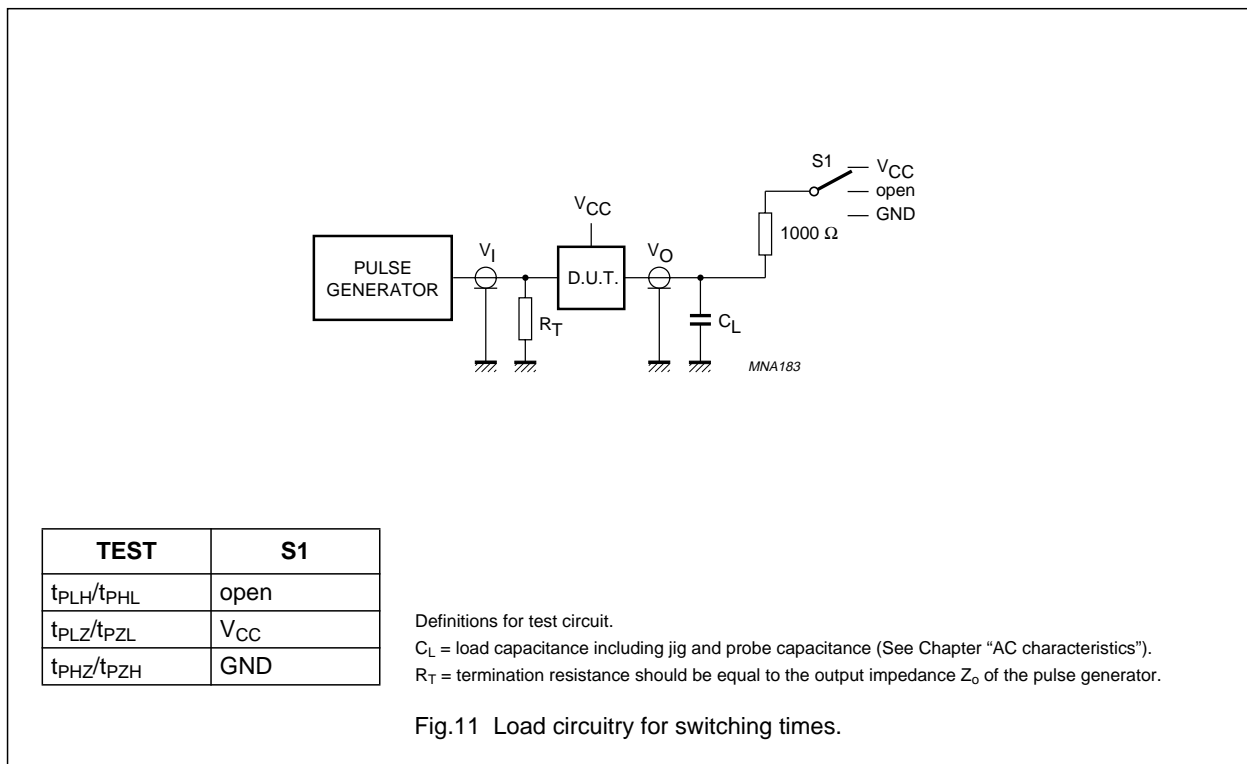 S1
VCC
open
GND
1000 Ω
VCC
PULSE
GENERATOR
VI
D.U.T.
VO
RT
CL
MNA183
TEST S1
tPLH/tPHL open
tPLZ/tPZL VCC
tPHZ/tPZH GND
Definitions for test circuit.
CL = load capacitance including jig and probe capacitance (See Chapter “AC characteristics”).
RT = termination resistance should be equal to the output impedance Zo of the pulse generator.
Fig.11 Load circuitry for switching times.